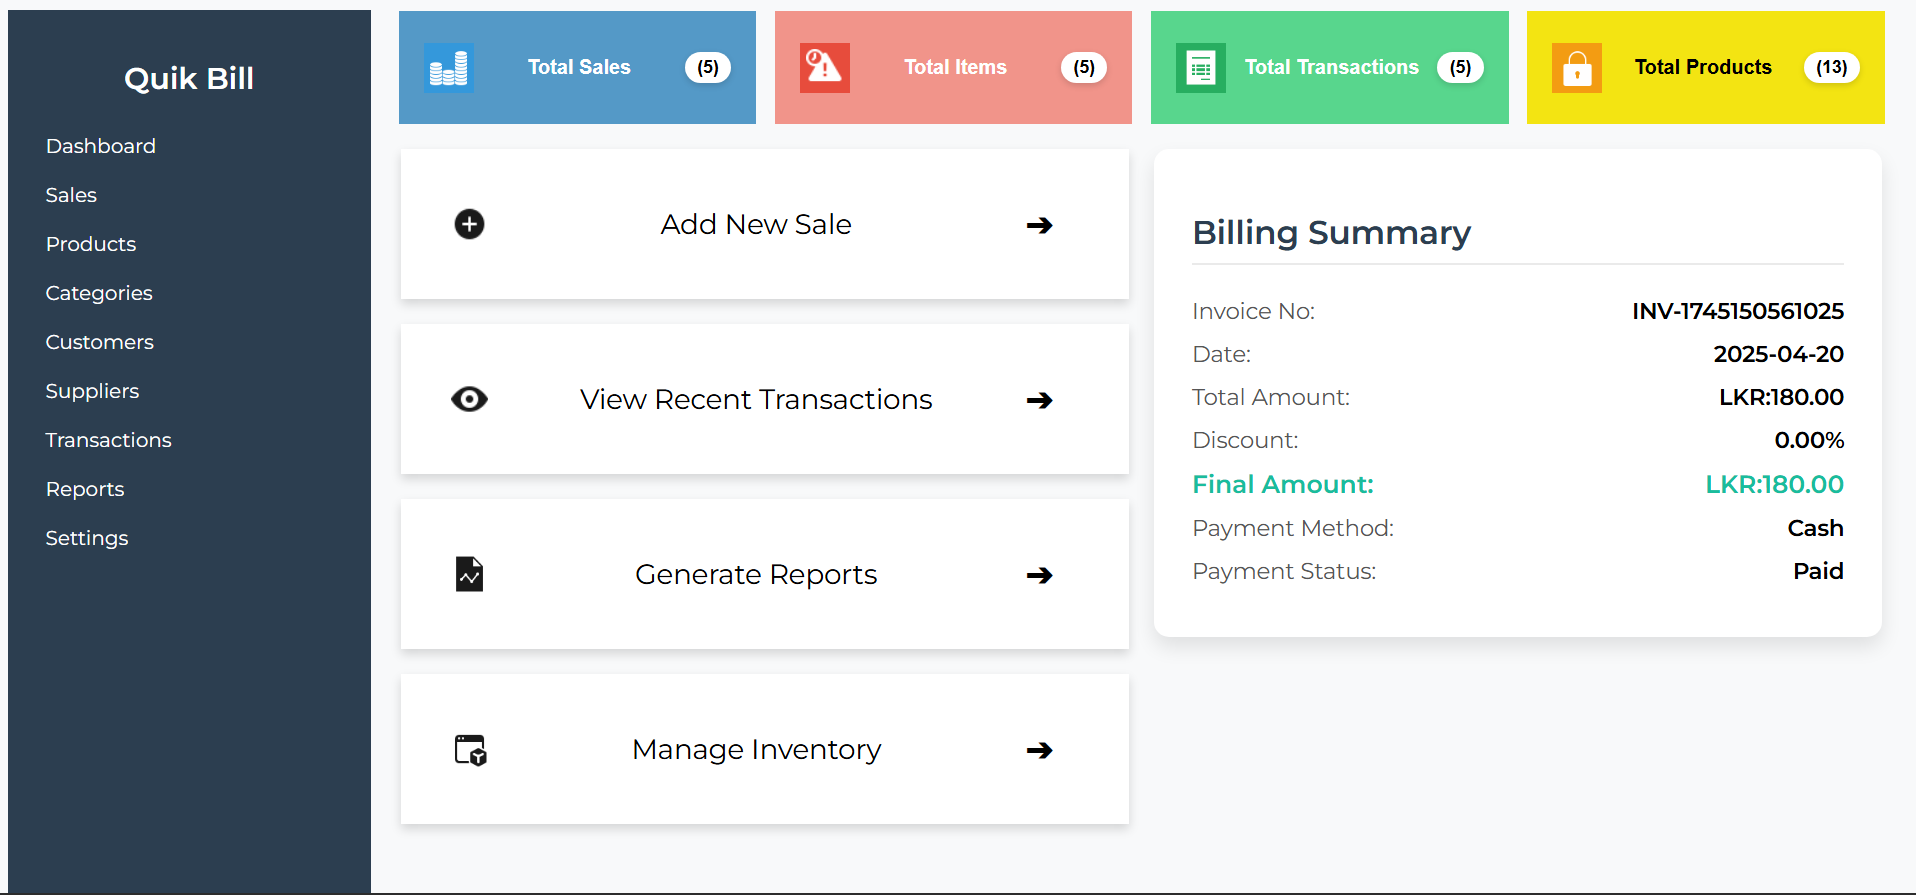 Quik Bill
Dashboard
Sales
Products
Categories
Customers
Suppliers
Transactions
Reports
Settings
Total Sales (5)
Total Items (5)
Total Transactions (5)
Total Products (13)
Add New Sale ➔
View Recent Transactions ➔
Generate Reports ➔
Manage Inventory ➔
Billing Summary
Invoice No: INV-1745150561025
Date: 2025-04-20
Total Amount: LKR:180.00
Discount: 0.00%
Final Amount: LKR:180.00
Payment Method: Cash
Payment Status: Paid